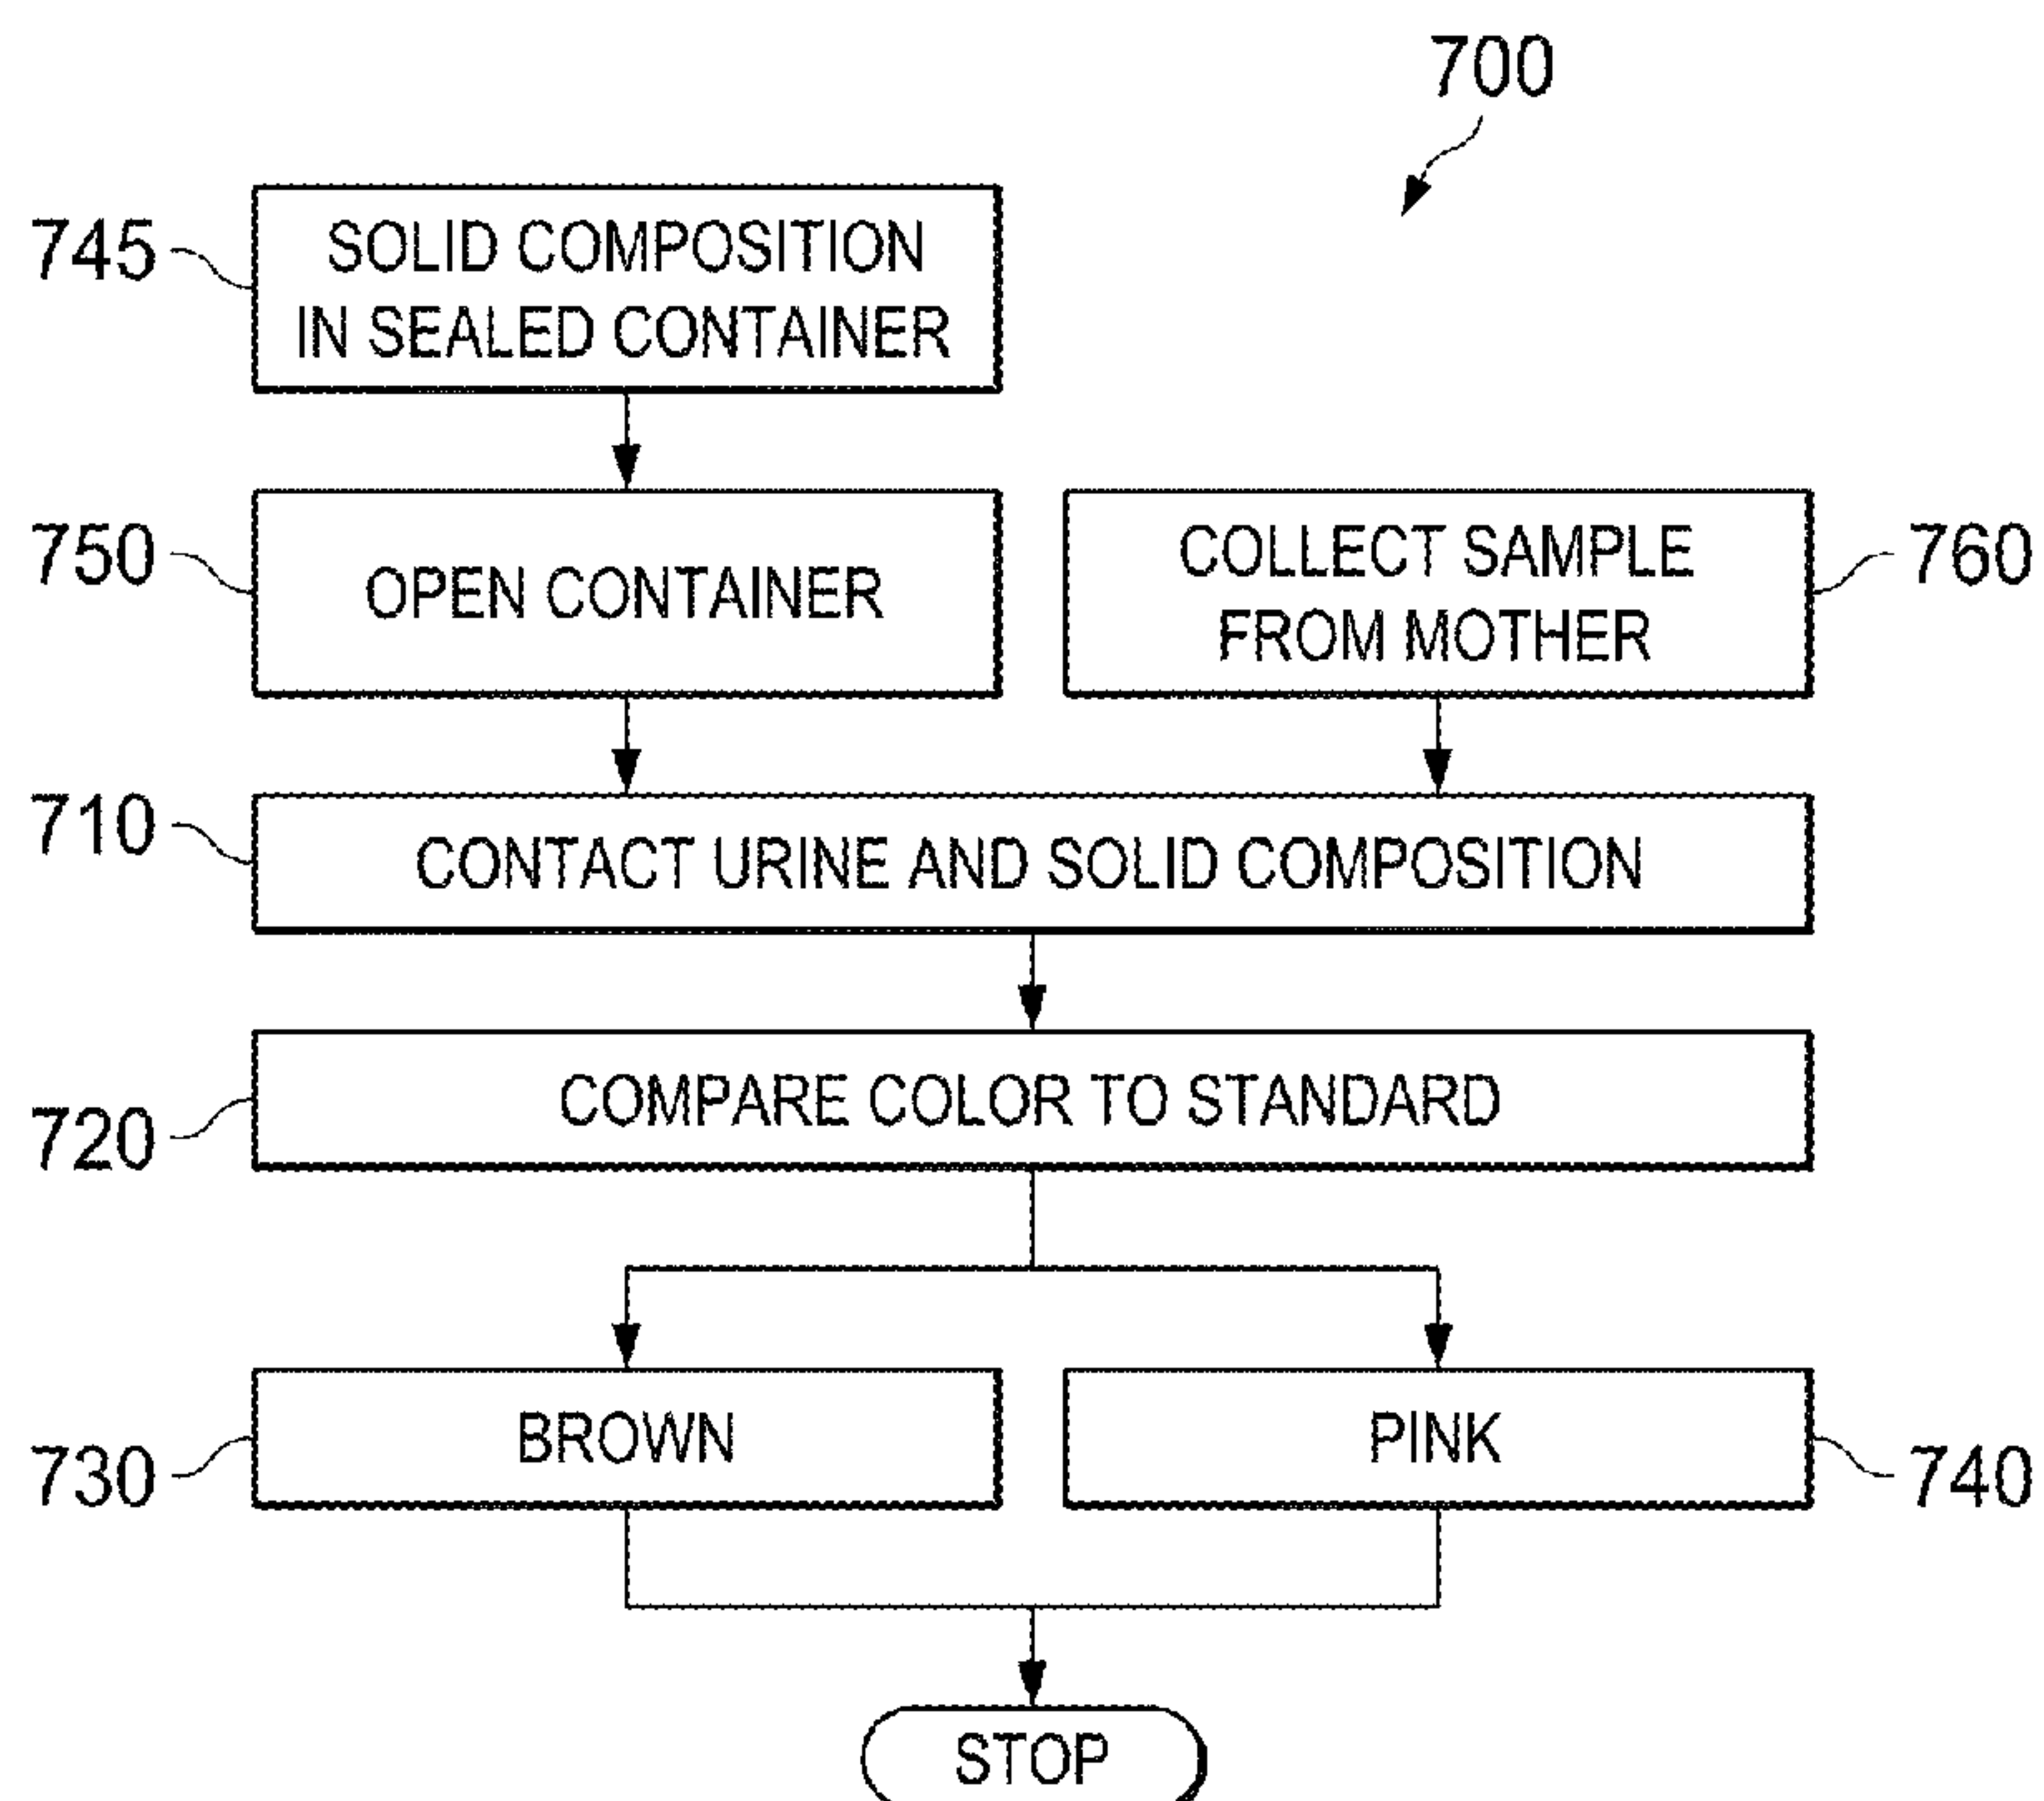 700
745
SOLID COMPOSITION
IN SEALED CONTAINER
750
OPEN CONTAINER
COLLECT SAMPLE
FROM MOTHER
760
710
CONTACT URINE AND SOLID COMPOSITION
720
COMPARE COLOR TO STANDARD
730
BROWN
PINK
740
STOP